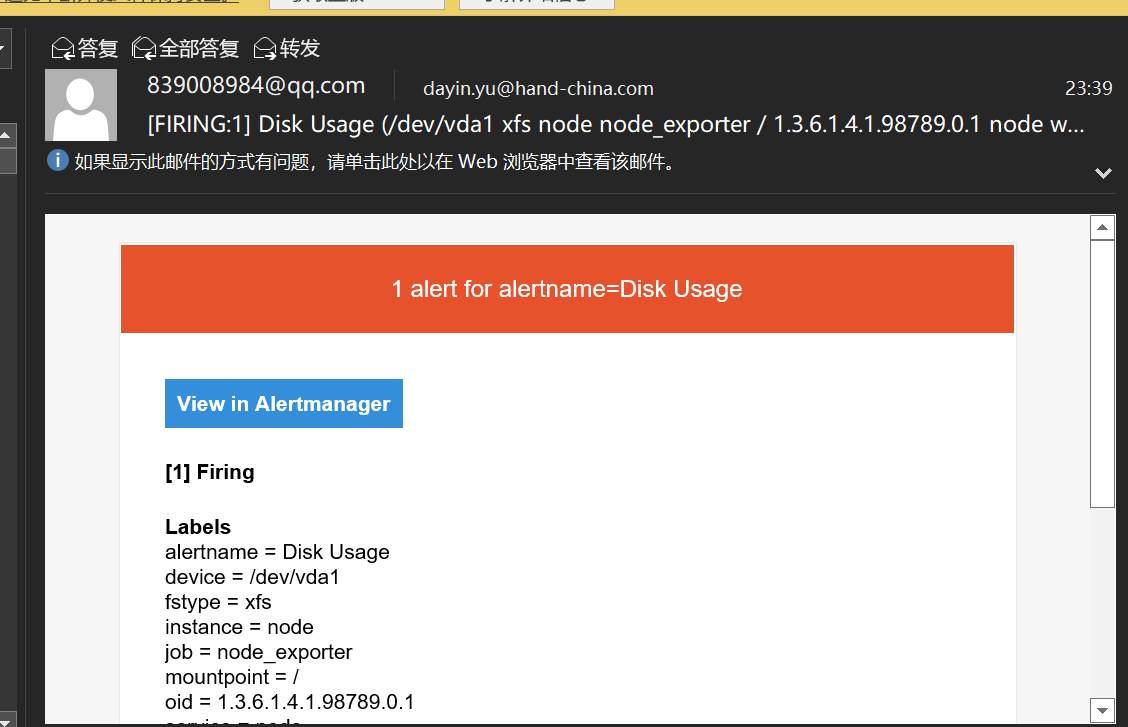 答复 全部答复 转发
839008984@qq.com dayin.yu@hand-china.com 23:39
[FIRING:1] Disk Usage (/dev/vda1 xfs node node_exporter / 1.3.6.1.4.1.98789.0.1 node w...
如果显示此邮件的方式有问题，请单击此处以在 Web 浏览器中查看该邮件。
1 alert for alertname=Disk Usage
View in Alertmanager
[1] Firing
Labels
alertname = Disk Usage
device = /dev/vda1
fstype = xfs
instance = node
job = node_exporter
mountpoint = /
oid = 1.3.6.1.4.1.98789.0.1
service = node